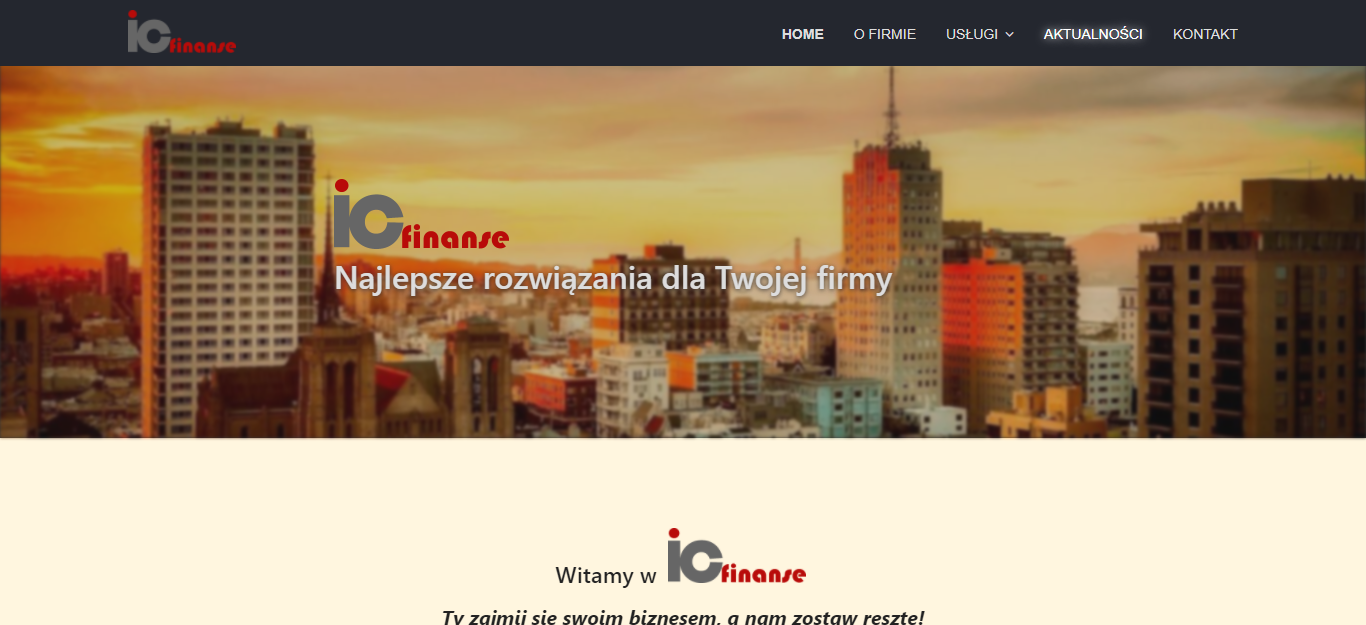 ic finanse
HOME O FIRMIE USŁUGI AKTUALNOŚCI KONTAKT
ic finanse
Najlepsze rozwiązania dla Twojej firmy
Witamy w ic finanse
Ty zajmij się swoim biznesem, a nam zostaw resztę!